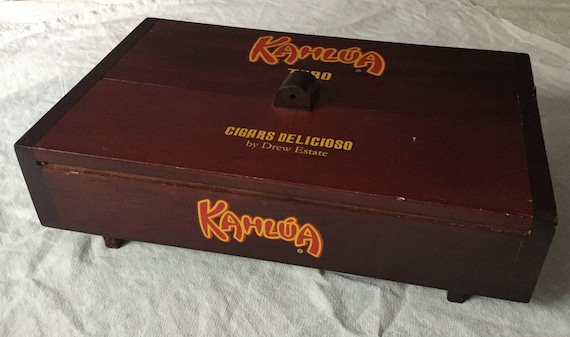 KAHLÚA
®
CIGARS DELICIOSO
by Drew Estate
KAHLÚA
®